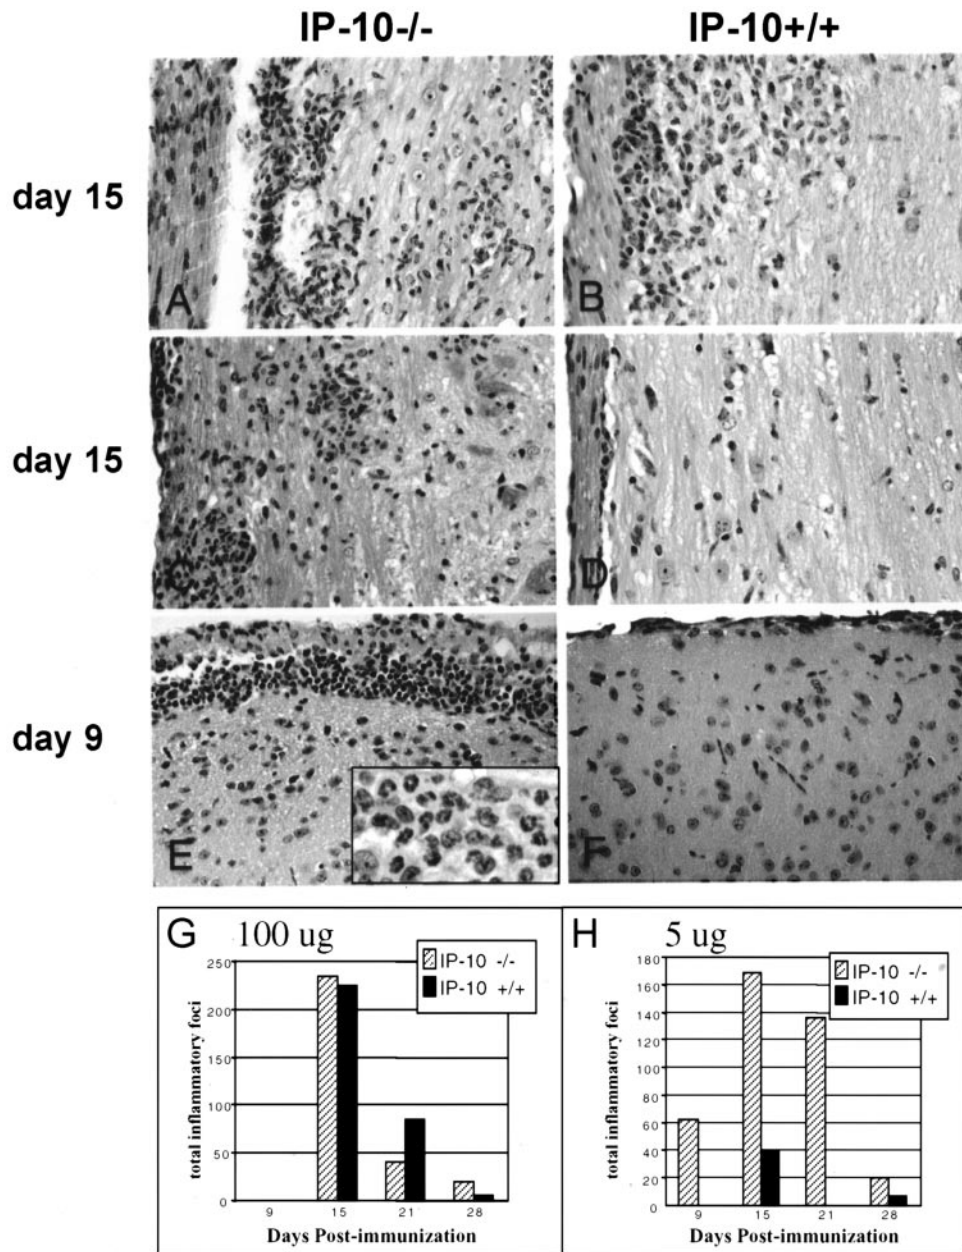 IP-10-/- IP-10+/+
day 15
A B
day 15
C D
day 9
E F
G 100 ug
IP-10 -/-
IP-10 +/+
total inflammatory foci
250
200
150
100
50
0
9 15 21 28
Days Post-immunization
H 5 ug
IP-10 -/-
IP-10 +/+
total inflammatory foci
180
160
140
120
100
80
60
40
20
0
9 15 21 28
Days Post-immunization